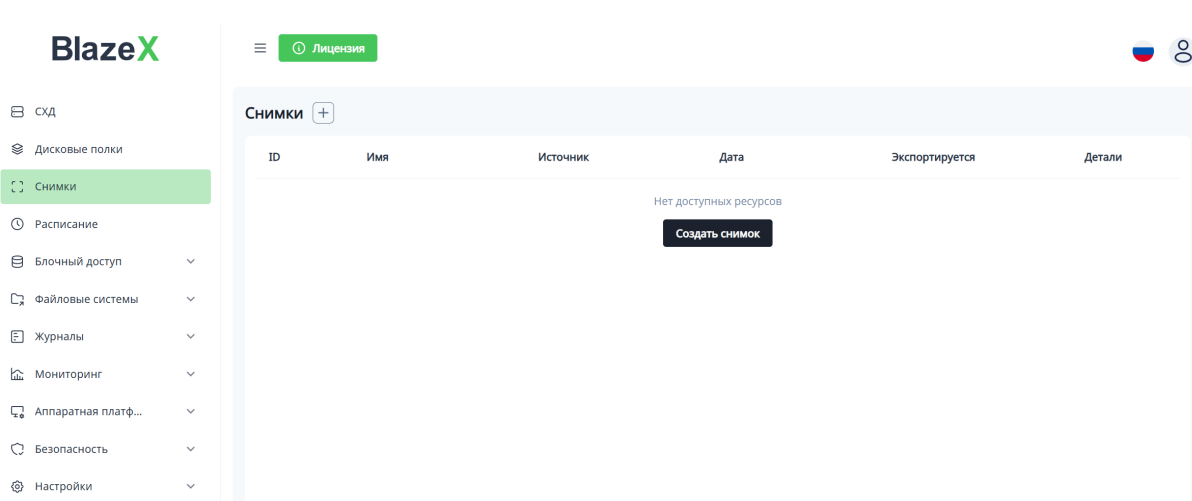 BlazeX
Лицензия
СХД
Дисковые полки
Снимки
Расписание
Блочный доступ
Файловые системы
Журналы
Мониторинг
Аппаратная платф...
Безопасность
Настройки
Снимки
ID Имя Источник Дата Экспортируется Детали
Нет доступных ресурсов
Создать снимок